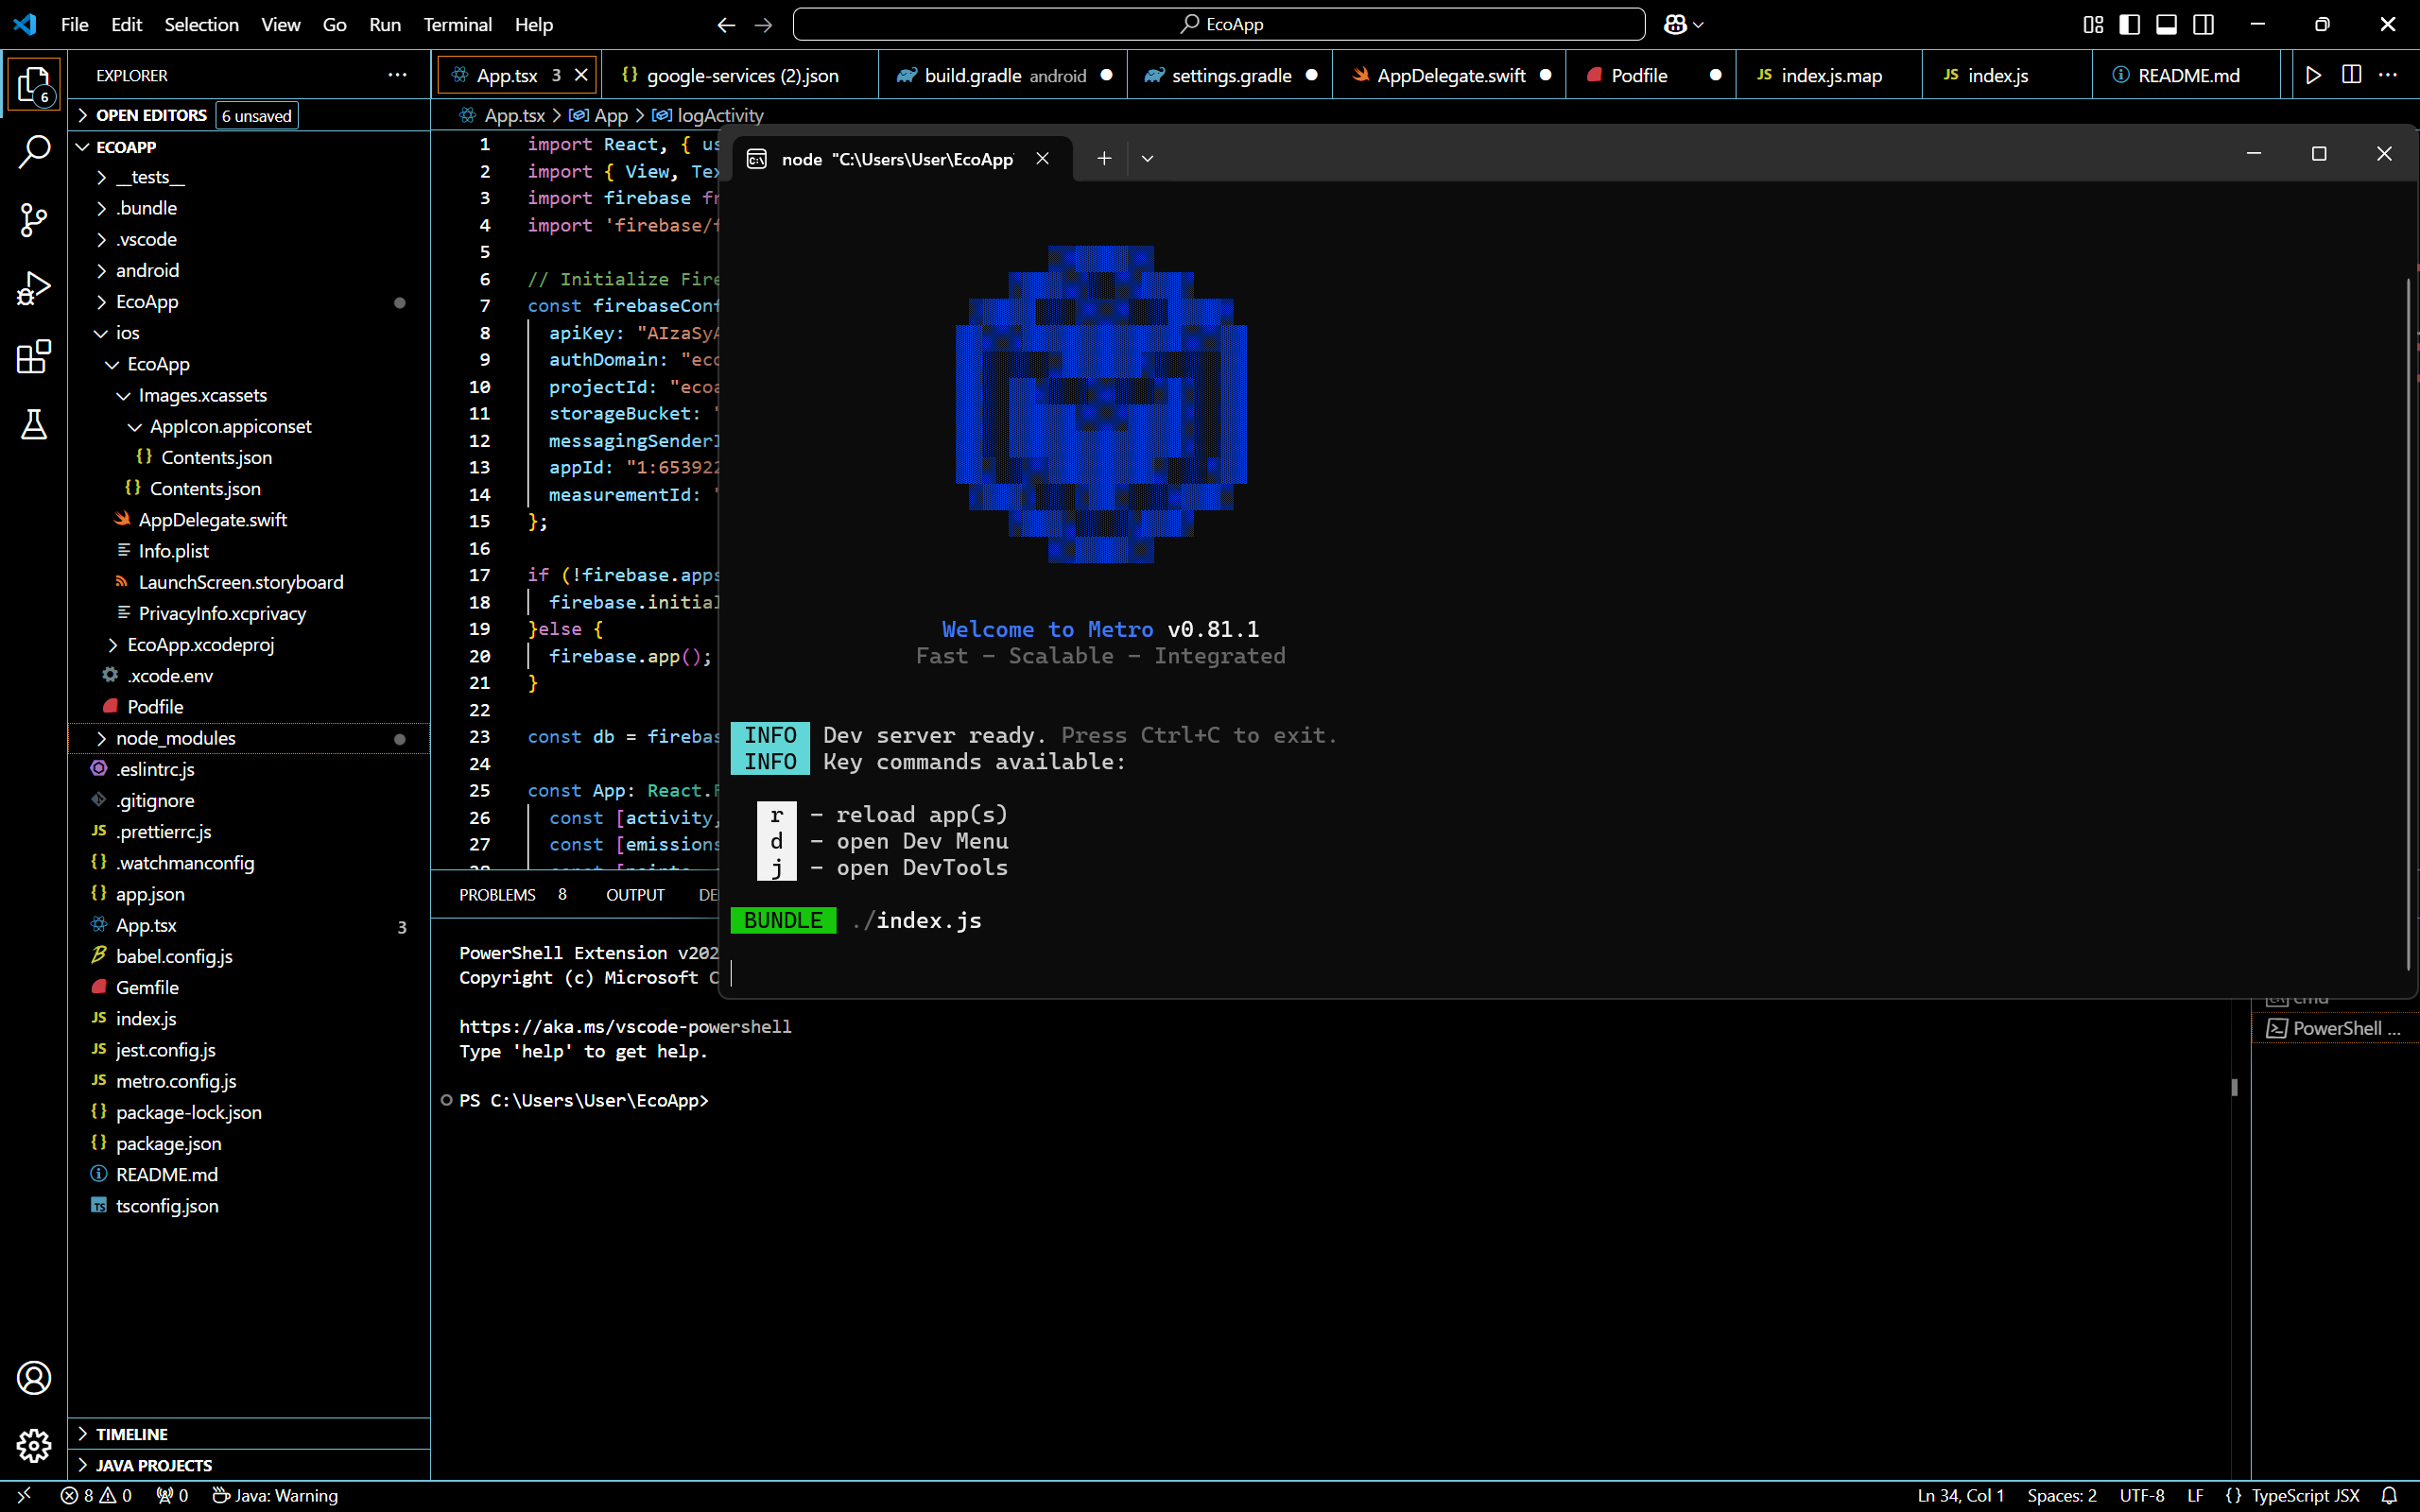 File Edit Selection View Go Run Terminal Help
EcoApp
EXPLORER
6
OPEN EDITORS 6 unsaved
ECOAPP
__tests__
.bundle
.vscode
android
EcoApp
ios
EcoApp
Images.xcassets
AppIcon.appiconset
Contents.json
Contents.json
AppDelegate.swift
Info.plist
LaunchScreen.storyboard
PrivacyInfo.xcprivacy
EcoApp.xcodeproj
.xcode.env
Podfile
node_modules
.eslintrc.js
.gitignore
.prettierrc.js
.watchmanconfig
app.json
App.tsx 3
babel.config.js
Gemfile
index.js
jest.config.js
metro.config.js
package-lock.json
package.json
README.md
tsconfig.json
TIMELINE
JAVA PROJECTS
App.tsx 3
google-services (2).json
build.gradle android
settings.gradle
AppDelegate.swift
Podfile
index.js.map
index.js
README.md
App.tsx > App > logActivity
1 import React, { us
2 import { View, Tex
3 import firebase fr
4 import 'firebase/f
5
6 // Initialize Fire
7 const firebaseConf
8 apiKey: "AIzaSyA
9 authDomain: "eco
10 projectId: "ecoa
11 storageBucket: "
12 messagingSenderI
13 appId: "1:653922
14 measurementId: "
15 };
16
17 if (!firebase.apps
18 firebase.initial
19 }else {
20 firebase.app();
21 }
22
23 const db = firebas
24
25 const App: React.F
26 const [activity,
27 const [emissions
PROBLEMS 8 OUTPUT DE
PowerShell Extension v202
Copyright (c) Microsoft C
https://aka.ms/vscode-powershell
Type 'help' to get help.
PS C:\Users\User\EcoApp>
node "C:\Users\User\EcoApp
Welcome to Metro v0.81.1
Fast - Scalable - Integrated
INFO Dev server ready. Press Ctrl+C to exit.
INFO Key commands available:
r - reload app(s)
d - open Dev Menu
j - open DevTools
BUNDLE ./index.js
cmd
PowerShell ...
8 0 0 Java: Warning
Ln 34, Col 1 Spaces: 2 UTF-8 LF {} TypeScript JSX